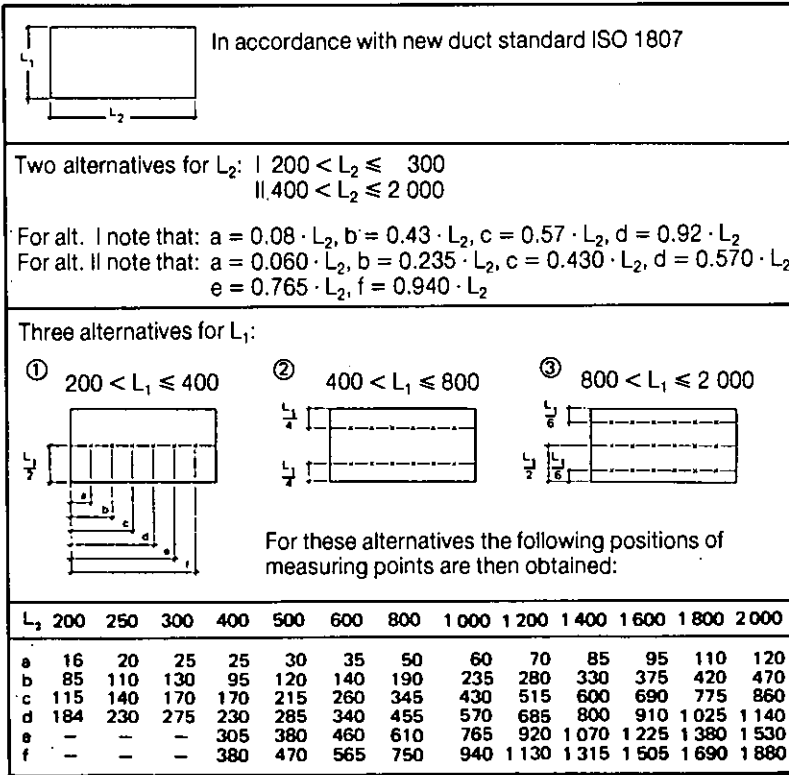 In accordance with new duct standard ISO 1807
L₁
L₂
Two alternatives for L₂: I 200 < L₂ ≤ 300
II 400 < L₂ ≤ 2 000
For alt. I note that: a = 0.08 · L₂, b = 0.43 · L₂, c = 0.57 · L₂, d = 0.92 · L₂
For alt. II note that: a = 0.060 · L₂, b = 0.235 · L₂, c = 0.430 · L₂, d = 0.570 · L₂
e = 0.765 · L₂, f = 0.940 · L₂
Three alternatives for L₁:
① 200 < L₁ ≤ 400 ② 400 < L₁ ≤ 800 ③ 800 < L₁ ≤ 2 000
L₁/2
a
b
c
d
e
f
L₁/4
L₁/4
L₁/6
L₁/2 L₁/6
For these alternatives the following positions of
measuring points are then obtained:
L₂ 200 250 300 400 500 600 800 1 000 1 200 1 400 1 600 1 800 2 000
a 16 20 25 25 30 35 50 60 70 85 95 110 120
b 85 110 130 95 120 140 190 235 280 330 375 420 470
c 115 140 170 170 215 260 345 430 515 600 690 775 860
d 184 230 275 230 285 340 455 570 685 800 910 1 025 1 140
e – – – 305 380 460 610 765 920 1 070 1 225 1 380 1 530
f – – – 380 470 565 750 940 1 130 1 315 1 505 1 690 1 880